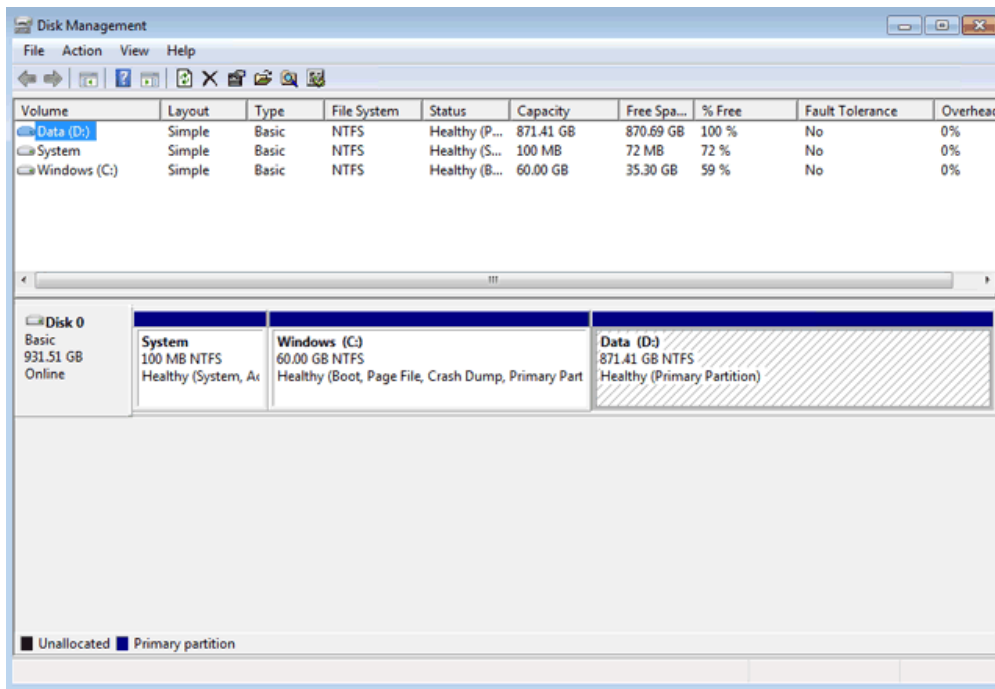 Disk Management
File Action View Help
Volume Layout Type File System Status Capacity Free Spa... % Free Fault Tolerance Overhead
Data (D:) Simple Basic NTFS Healthy (P... 871.41 GB 870.69 GB 100 % No 0%
System Simple Basic NTFS Healthy (S... 100 MB 72 MB 72 % No 0%
Windows (C:) Simple Basic NTFS Healthy (B... 60.00 GB 35.30 GB 59 % No 0%
Disk 0
Basic
931.51 GB
Online
System
100 MB NTFS
Healthy (System, Ac
Windows (C:)
60.00 GB NTFS
Healthy (Boot, Page File, Crash Dump, Primary Part
Data (D:)
871.41 GB NTFS
Healthy (Primary Partition)
Unallocated Primary partition